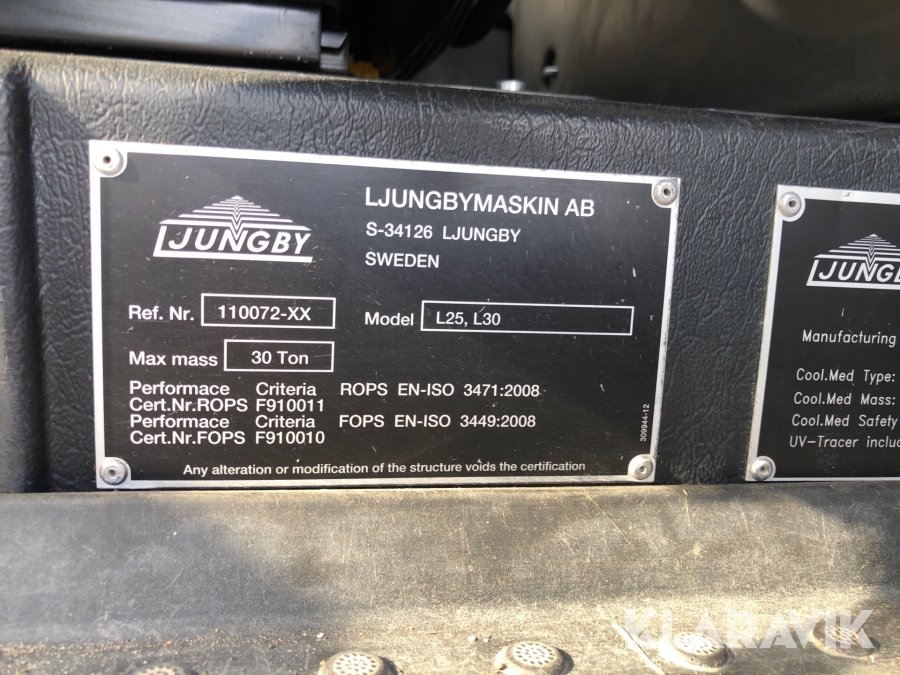 LJUNGBY
LJUNGBYMASKIN AB
S-34126 LJUNGBY
SWEDEN
Ref. Nr. 110072-XX
Model L25, L30
Max mass 30 Ton
Performace Criteria ROPS EN-ISO 3471:2008
Cert.Nr.ROPS F910011
Performace Criteria FOPS EN-ISO 3449:2008
Cert.Nr.FOPS F910010
309944-12
Any alteration or modification of the structure voids the certification
LJUNGB
Manufacturing
Cool.Med Type:
Cool.Med Mass:
Cool.Med Safety
UV-Tracer inclu
KLARAVIK